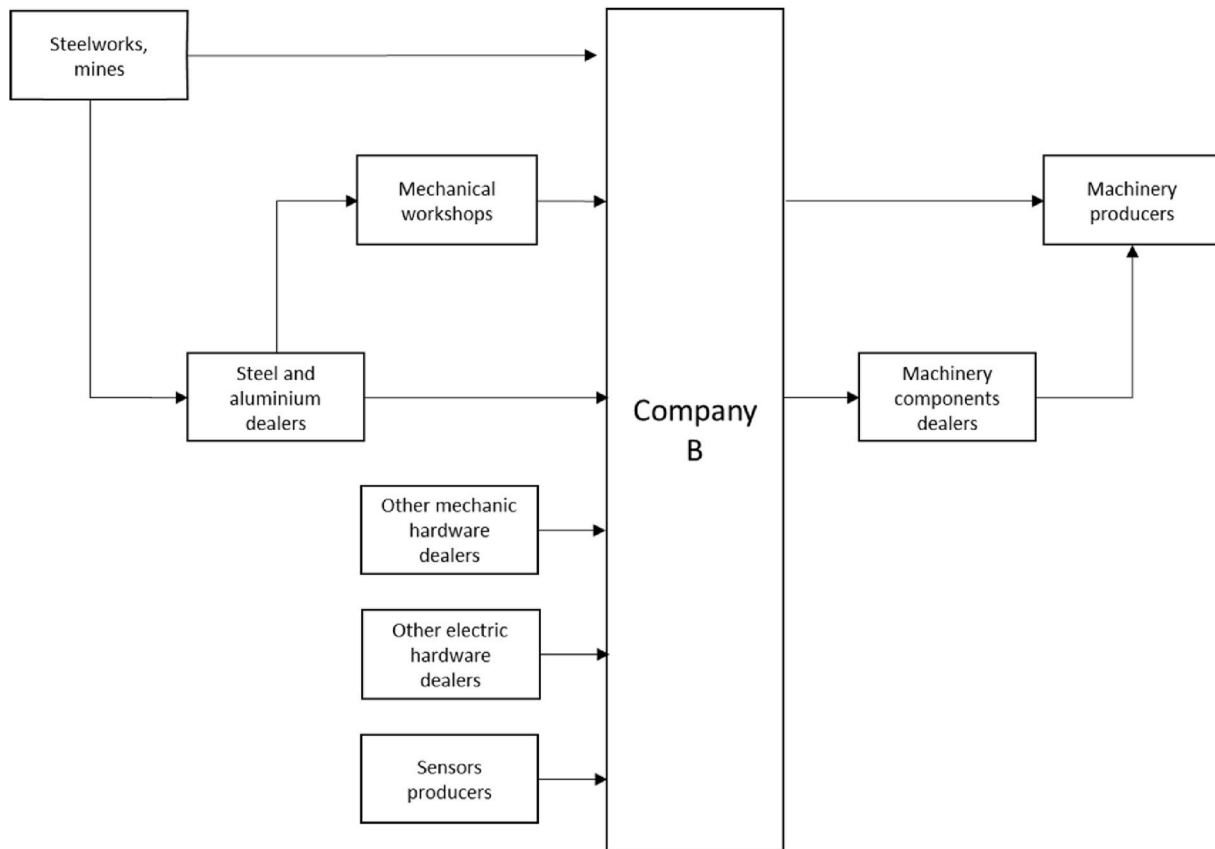 Steelworks,
mines
Mechanical
workshops
Machinery
producers
Steel and
aluminium
dealers
Company
B
Machinery
components
dealers
Other mechanic
hardware
dealers
Other electric
hardware
dealers
Sensors
producers